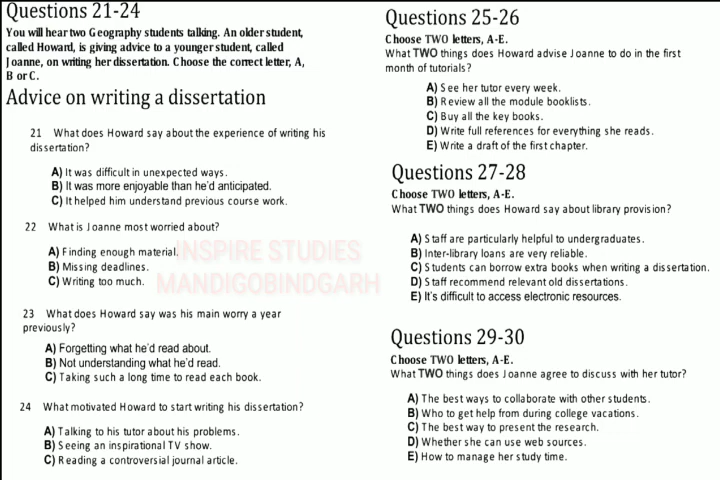 Questions 21-24
You will hear two Geography students talking. An older student,
called Howard, is giving advice to a younger student, called
Joanne, on writing her dissertation. Choose the correct letter, A,
B or C.
Advice on writing a dissertation
21 What does Howard say about the experience of writing his
dissertation?
A) It was difficult in unexpected ways.
B) It was more enjoyable than he'd anticipated.
C) It helped him understand previous course work.
22 What is Joanne most worried about?
A) Finding enough material.
B) Missing deadlines.
C) Writing too much.
INSPIRE STUDIES
MANDIGOBINDGARH
23 What does Howard say was his main worry a year
previously?
A) Forgetting what he'd read about.
B) Not understanding what he'd read.
C) Taking such a long time to read each book.
24 What motivated Howard to start writing his dissertation?
A) Talking to his tutor about his problems.
B) Seeing an inspirational TV show.
C) Reading a controversial journal article.
Questions 25-26
Choose TWO letters, A-E.
What TWO things does Howard advise Joanne to do in the first
month of tutorials?
A) See her tutor every week.
B) Review all the module booklists.
C) Buy all the key books.
D) Write full references for everything she reads.
E) Write a draft of the first chapter.
Questions 27-28
Choose TWO letters, A-E.
What TWO things does Howard say about library provision?
A) Staff are particularly helpful to undergraduates.
B) Inter-library loans are very reliable.
C) Students can borrow extra books when writing a dissertation.
D) Staff recommend relevant old dissertations.
E) It's difficult to access electronic resources.
Questions 29-30
Choose TWO letters, A-E.
What TWO things does Joanne agree to discuss with her tutor?
A) The best ways to collaborate with other students.
B) Who to get help from during college vacations.
C) The best way to present the research.
D) Whether she can use web sources.
E) How to manage her study time.